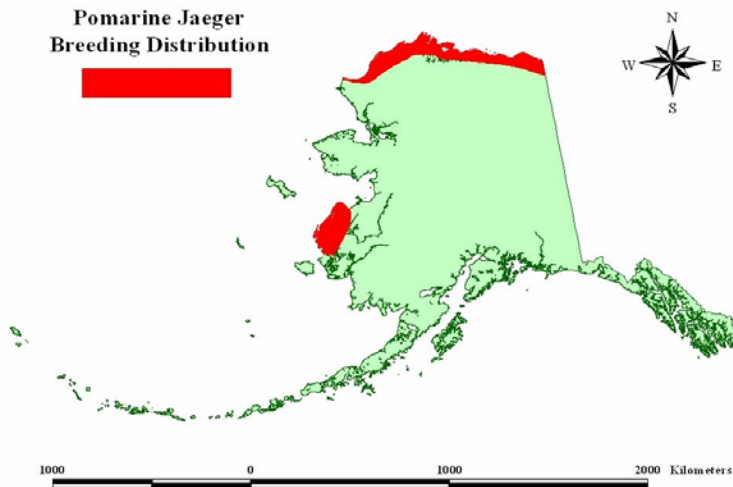 Pomarine Jaeger
Breeding Distribution
N
W E
S
1000 0 1000 2000 Kilometers